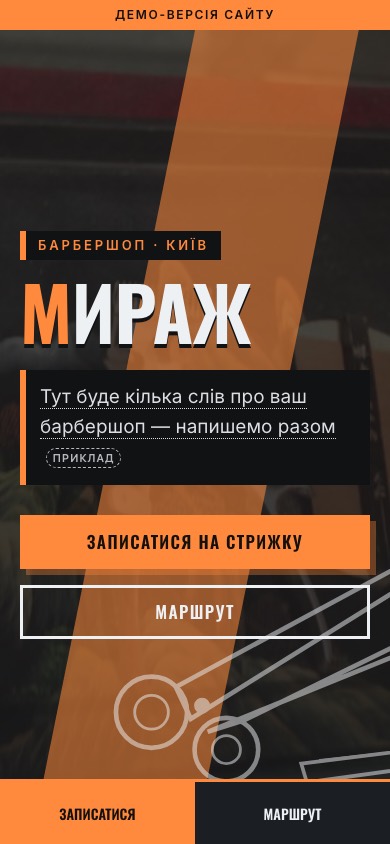 ДЕМО-ВЕРСІЯ САЙТУ
БАРБЕРШОП · КИЇВ
МИРАЖ
Тут буде кілька слів про ваш
барбершоп — напишемо разом
ПРИКЛАД
ЗАПИСАТИСЯ НА СТРИЖКУ
МАРШРУТ
ЗАПИСАТИСЯ
МАРШРУТ